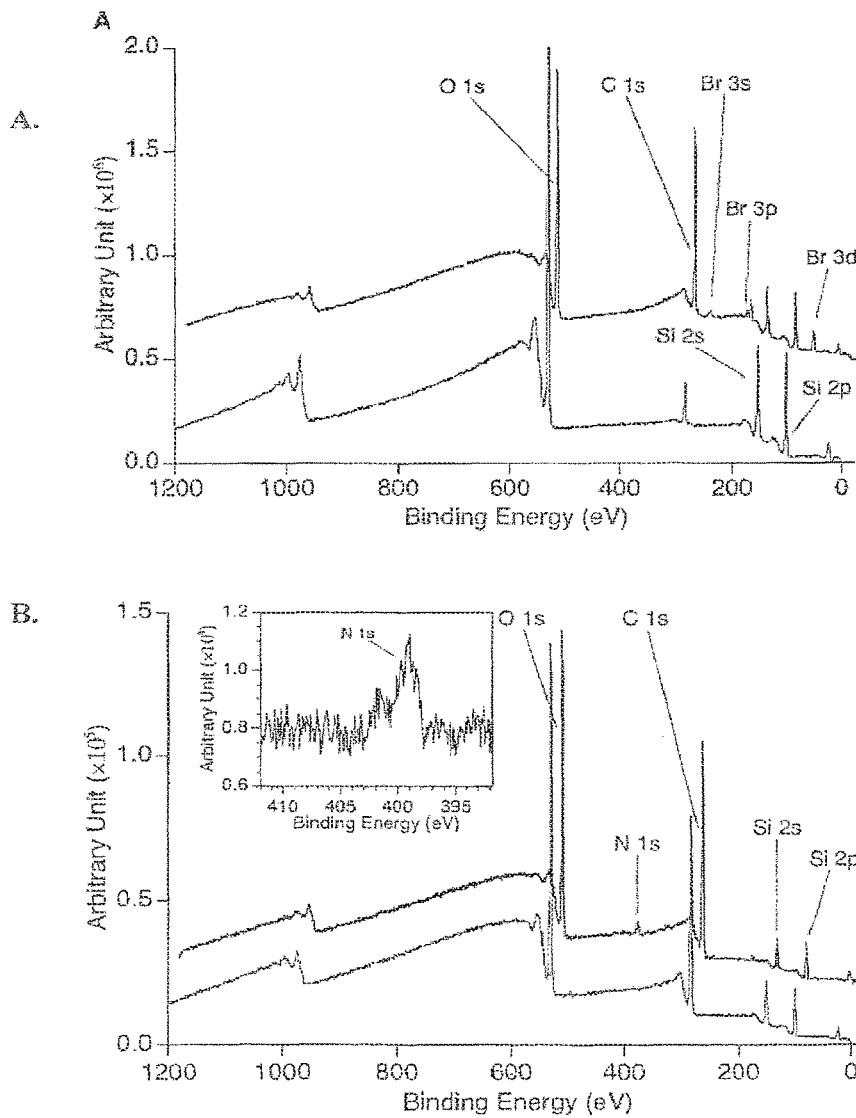 A
A.
2.0
O 1s
C 1s
Br 3s
1.5
Br 3p
1.0
Br 3d
Arbitrary Unit (×10⁶)
0.5
Si 2s
Si 2p
0.0
1200 1000 800 600 400 200 0
Binding Energy (eV)
B.
1.5
1.2
O 1s
C 1s
N 1s
1.0
Arbitrary Unit (×10⁵)
0.8
0.6
410 405 400 395
Binding Energy (eV)
1.0
N 1s
Si 2s
Si 2p
Arbitrary Unit (×10⁵)
0.5
0.0
1200 1000 800 600 400 200 0
Binding Energy (eV)